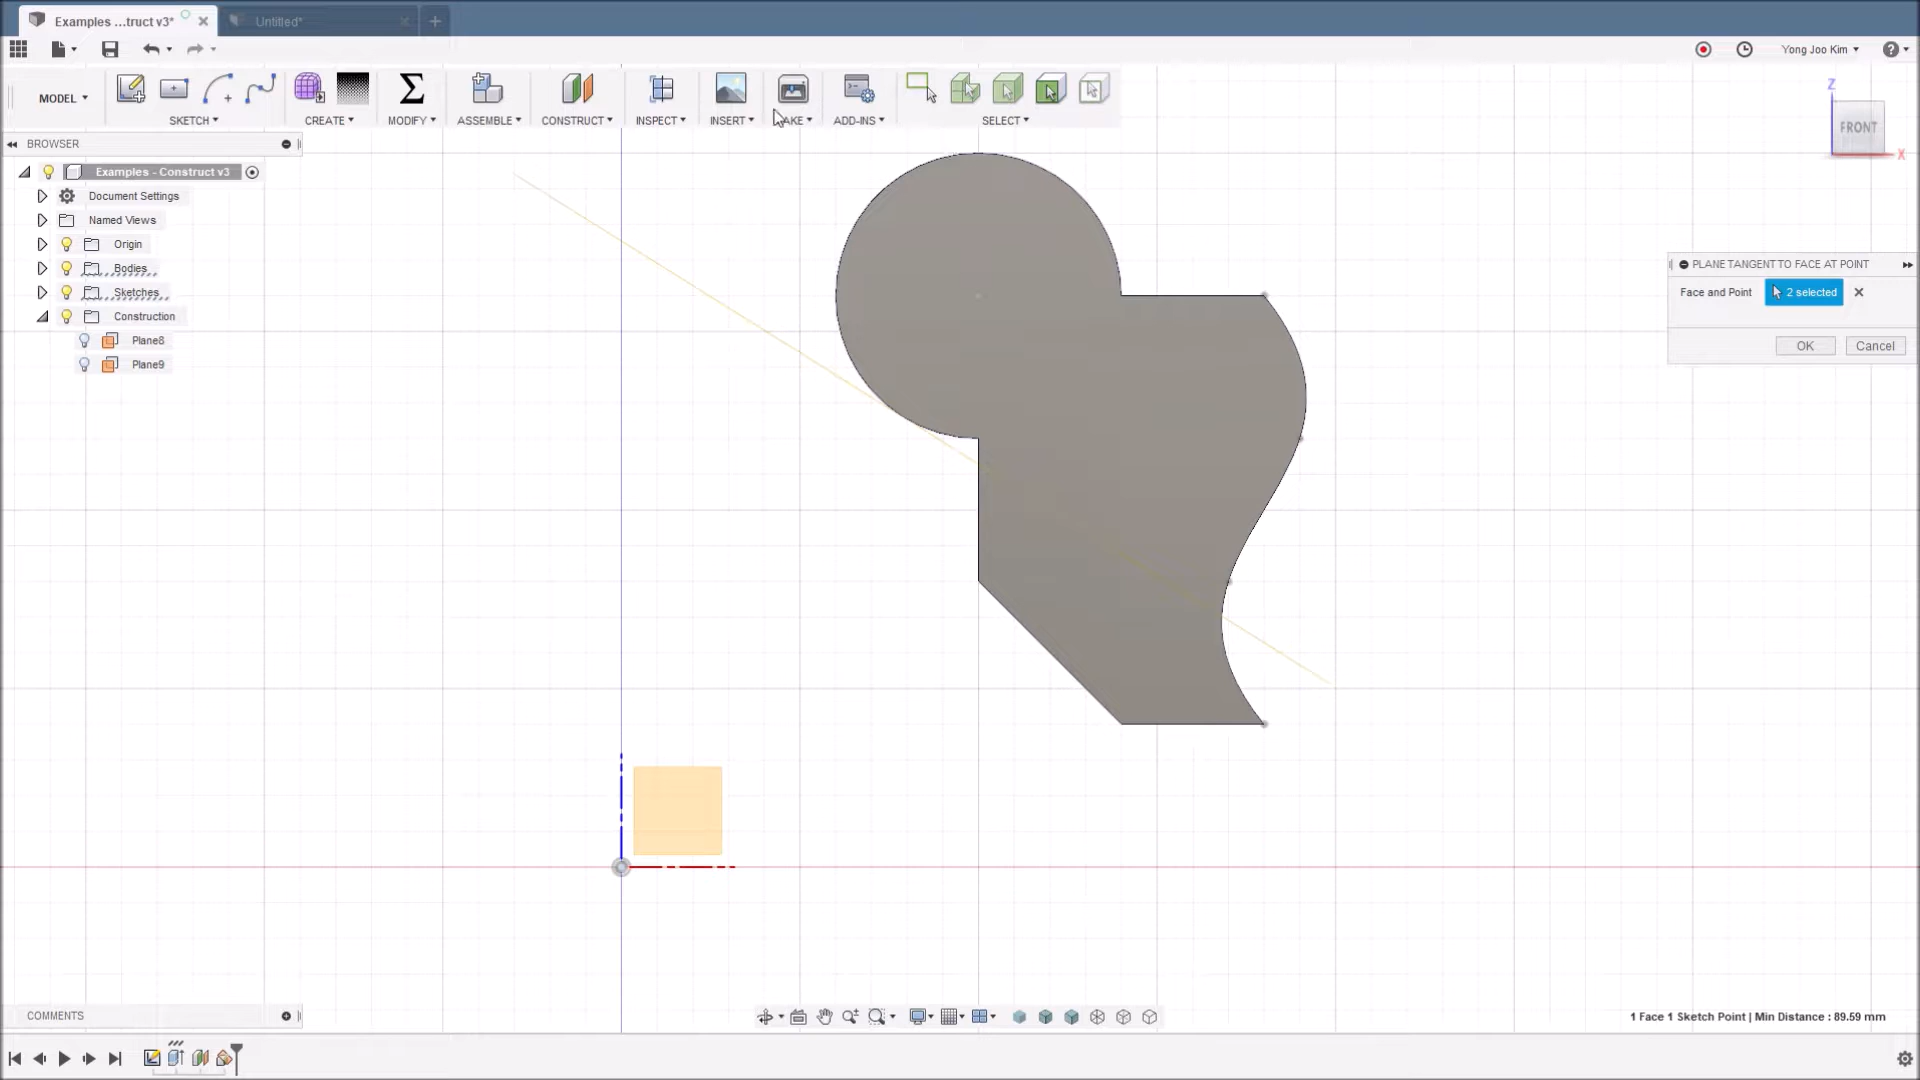 Examples ...truct v3*
Untitled*
Yong Joo Kim
MODEL
SKETCH
CREATE
MODIFY
ASSEMBLE
CONSTRUCT
INSPECT
INSERT
AKE
ADD-INS
SELECT
Z
FRONT
X
BROWSER
Examples - Construct v3
Document Settings
Named Views
Origin
Bodies
Sketches
Construction
Plane8
Plane9
PLANE TANGENT TO FACE AT POINT
Face and Point 2 selected
OK Cancel
COMMENTS
1 Face 1 Sketch Point | Min Distance : 89.59 mm